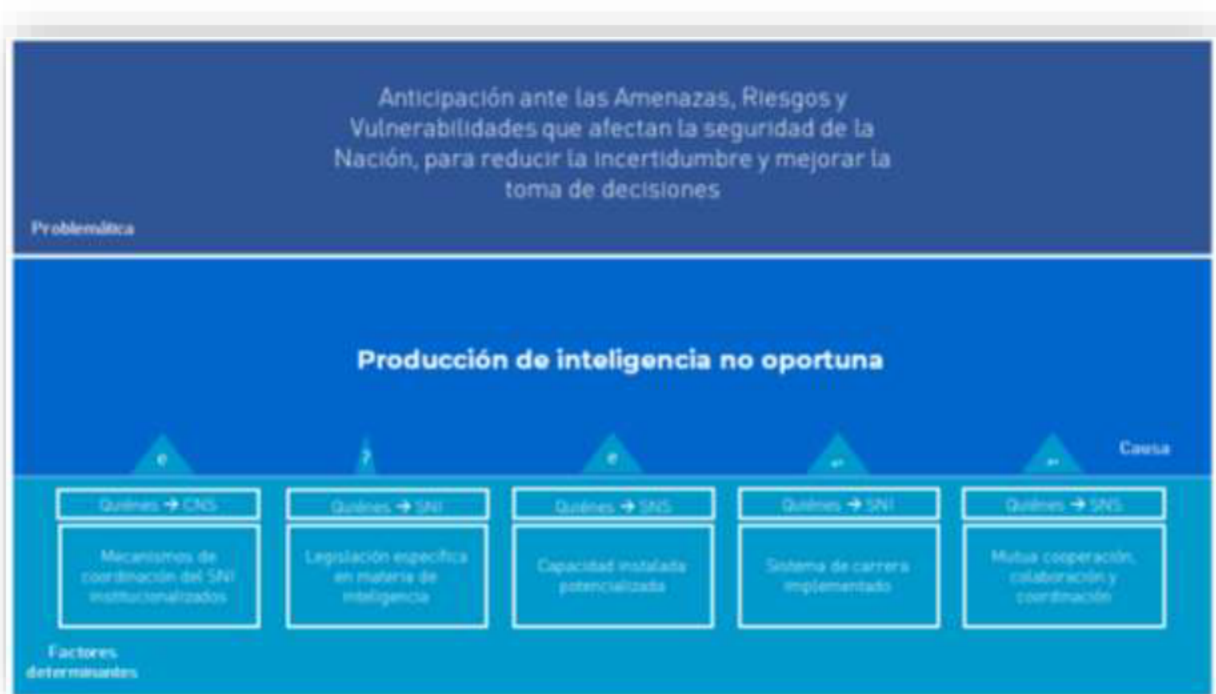 Anticipación ante las Amenazas, Riesgos y
Vulnerabilidades que afectan la seguridad de la
Nación, para reducir la incertidumbre y mejorar la
toma de decisiones
Problemática
Producción de inteligencia no oportuna
Causa
e
?
e
Quiénes → CNS
Quiénes → SNI
Quiénes → SNS
Quiénes → SNI
Quiénes → SNS
Mecanismos de
coordinación del SNI
institucionalizados
Legislación específica
en materia de
inteligencia
Capacidad instalada
potencializada
Sistema de carrera
implementado
Mutua cooperación,
colaboración y
coordinación
Factores
determinantes